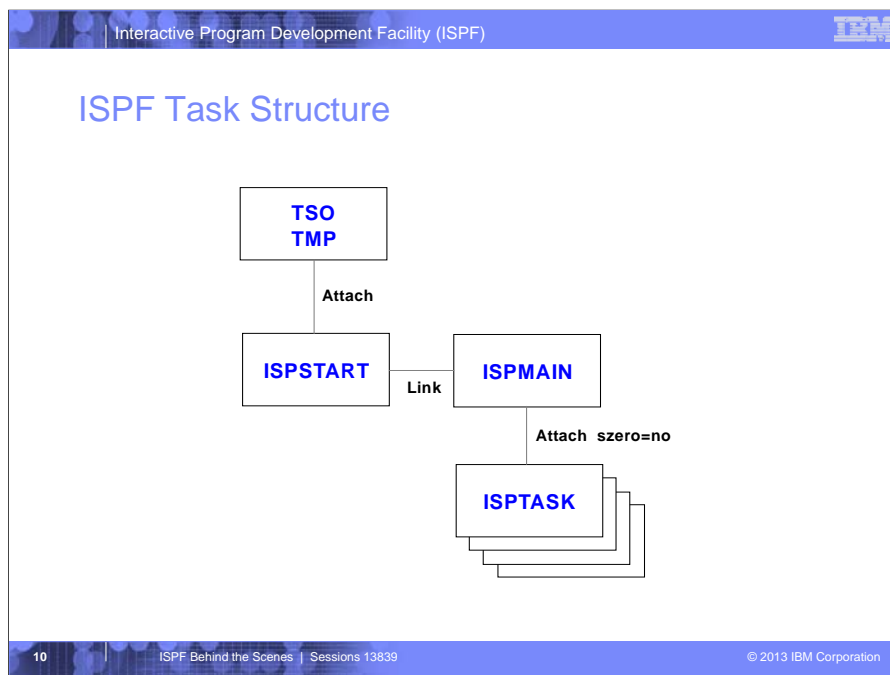 Interactive Program Development Facility (ISPF)
IBM
ISPF Task Structure
TSO
TMP
Attach
ISPSTART
Link
ISPMAIN
Attach szero=no
ISPTASK
10
ISPF Behind the Scenes | Sessions 13839
© 2013 IBM Corporation